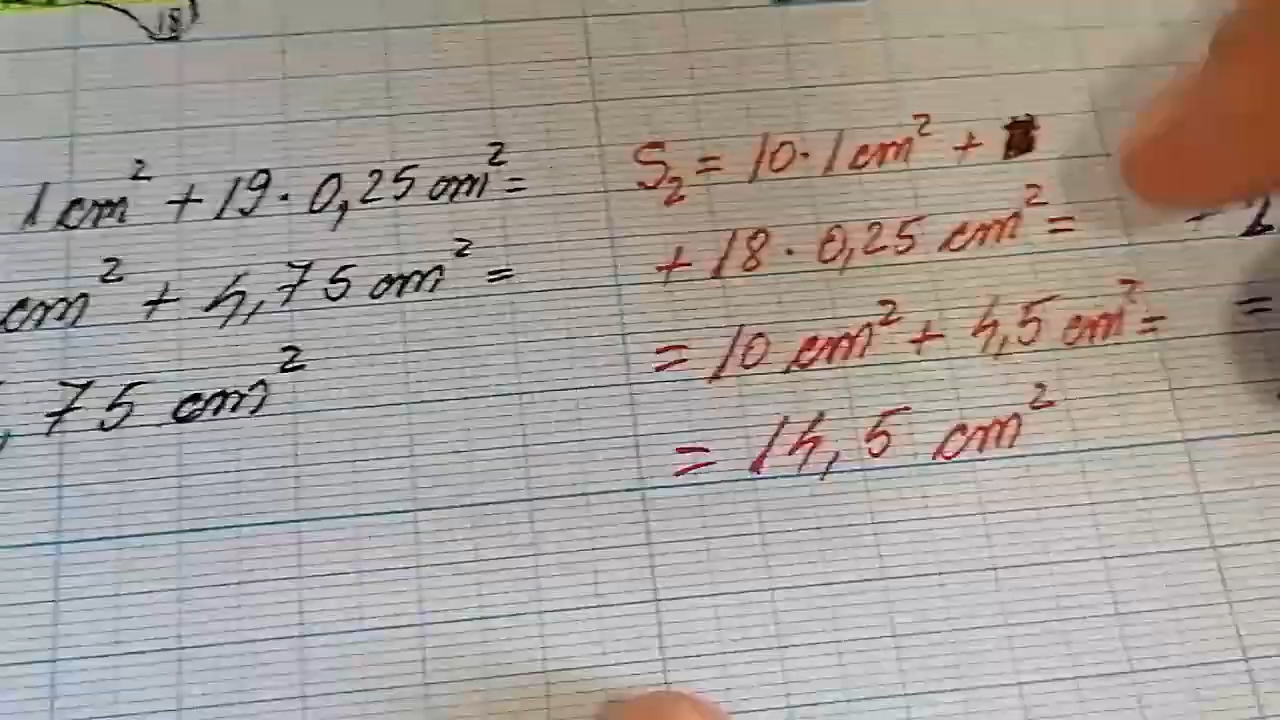 18
1 cm² + 19 · 0,25 cm² =
cm² + 4,75 cm² =
, 75 cm²
S₂ = 10 · 1 cm² +
+ 18 · 0,25 cm² =
= 10 cm² + 4,5 cm² =
= 14,5 cm²
=